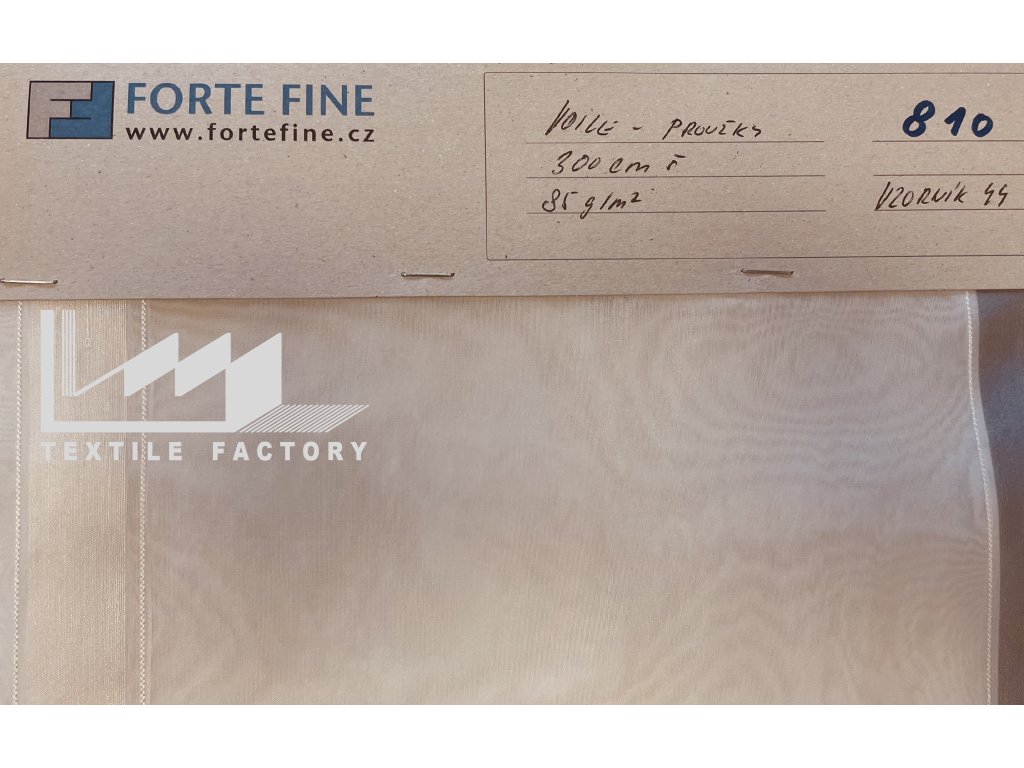 FORTE FINE
www.fortefine.cz
VOILE - PROUŽKY
300 cm š
85 g/m²
810
VZORNÍK 44
TEXTILE FACTORY